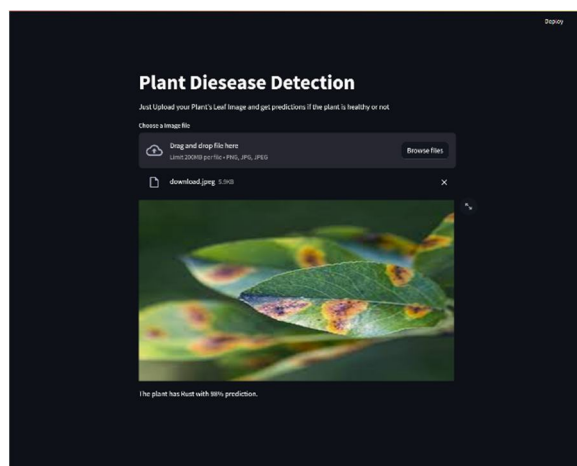 Deploy
Plant Diesease Detection
Just Upload your Plant's Leaf Image and get predictions if the plant is healthy or not
Choose a Image file
Drag and drop file here
Limit 200MB per file • PNG, JPG, JPEG
Browse files
download.jpeg 5.9KB
The plant has Rust with 98% prediction.